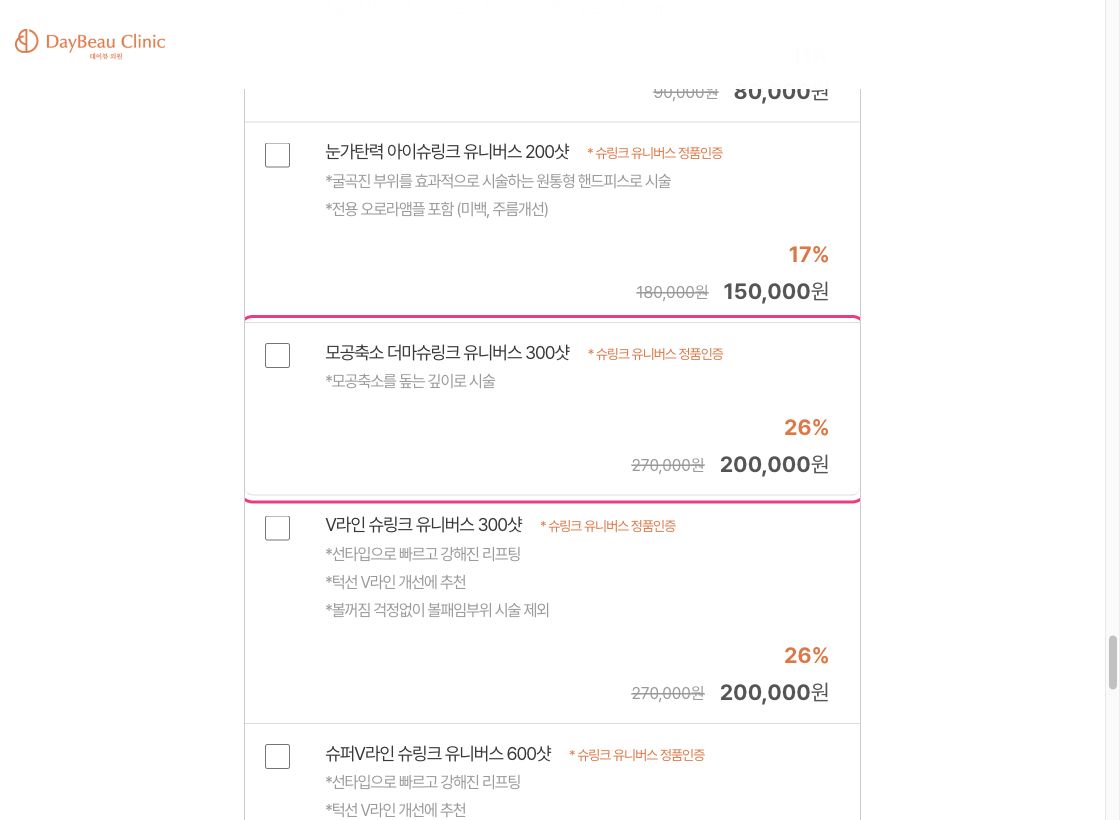 DayBeau Clinic
데이뷰 의원
90,000원 80,000원
눈가탄력 아이슈링크 유니버스 200샷 * 슈링크 유니버스 정품인증
*굴곡진 부위를 효과적으로 시술하는 원통형 핸드피스로 시술
*전용 오로라앰플 포함 (미백, 주름개선)
17%
180,000원 150,000원
모공축소 더마슈링크 유니버스 300샷 * 슈링크 유니버스 정품인증
*모공축소를 돕는 깊이로 시술
26%
270,000원 200,000원
V라인 슈링크 유니버스 300샷 * 슈링크 유니버스 정품인증
*선타입으로 빠르고 강해진 리프팅
*턱선 V라인 개선에 추천
*볼꺼짐 걱정없이 볼패임부위 시술 제외
26%
270,000원 200,000원
슈퍼V라인 슈링크 유니버스 600샷 * 슈링크 유니버스 정품인증
*선타입으로 빠르고 강해진 리프팅
*턱선 V라인 개선에 추천